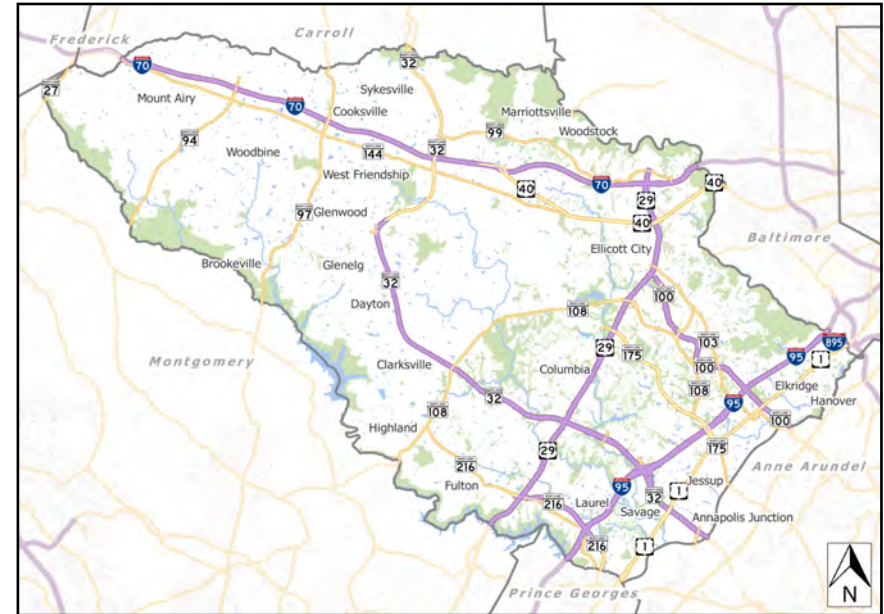 Carroll
Frederick
32
70
27
Mount Airy
Sykesville
70
Cooksville
Marriottsville
99
Woodstock
94
Woodbine
144
32
West Friendship
40
70
29
40
97
Glenwood
40
Ellicott City
Baltimore
Brookeville
Glenelg
32
100
Dayton
108
Montgomery
29
175
103
95
895
1
Clarksville
Columbia
100
Elkridge
32
108
95
Hanover
108
100
Highland
29
175
216
Anne Arundel
Fulton
95
Jessup
32
1
216
Laurel
Savage
Annapolis Junction
216
1
Prince Georges
N